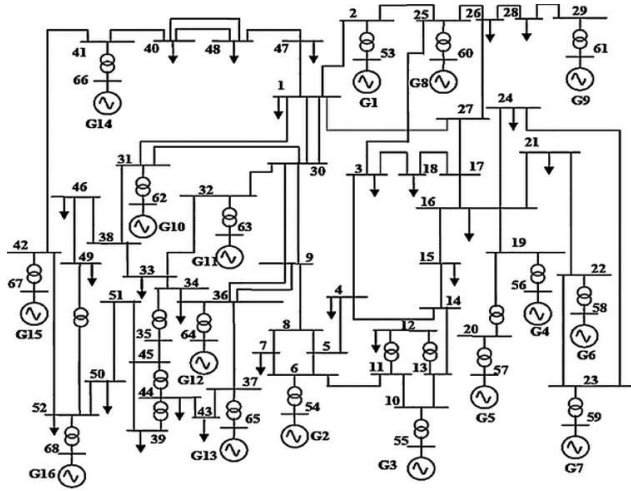 2 25 26 28 29
41 40 48 47
53 60 61
66 G1 G8 G9
1 24
G14 27
21
31 32 30 3 18 17
46 62 16
G10 63
G11
42 49 38 9 15 19 22
33
67 51 34 36 4 14 56 58
G15 35 64 8 12 20 G4 G6
50 45 G12 7 5 11 13 57
44 37 6 10 23
52 43 65 54 G5 59
68 39 G13 G2 55
G16 G3 G7